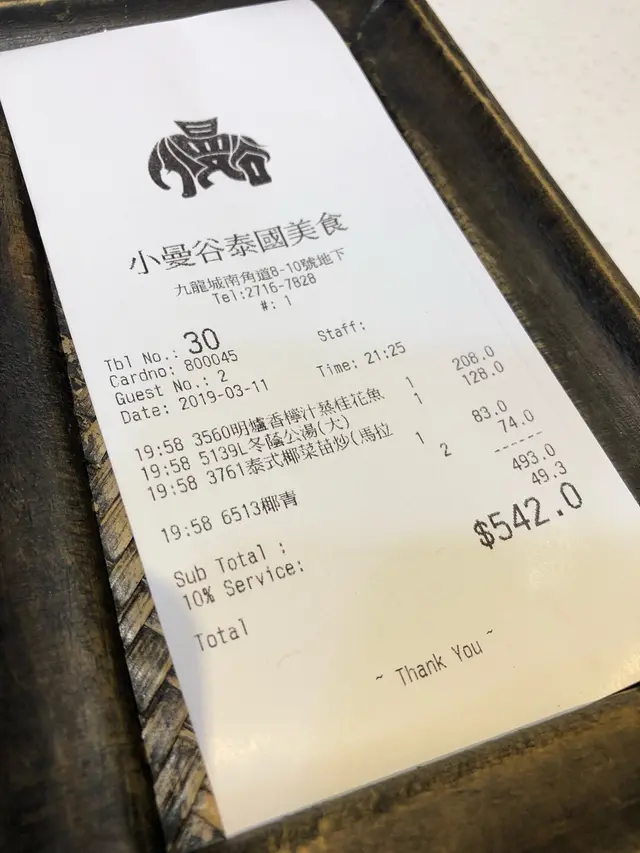 小曼谷
小曼谷泰國美食
九龍城南角道8-10號地下
Tel:2716-7828
#: 1
Tbl No.: 30 Staff:
Cardno: 800045
Guest No.: 2
Date: 2019-03-11 Time: 21:25
19:58 3560明爐香檸汁蒸桂花魚 1 208.0
19:58 5139L冬蔭公湯(大) 1 128.0
19:58 3761泰式椰菜苗炒(馬拉 1 83.0
19:58 6513椰青 2 74.0
------
Sub Total : 493.0
10% Service: 49.3
Total $542.0
~ Thank You ~